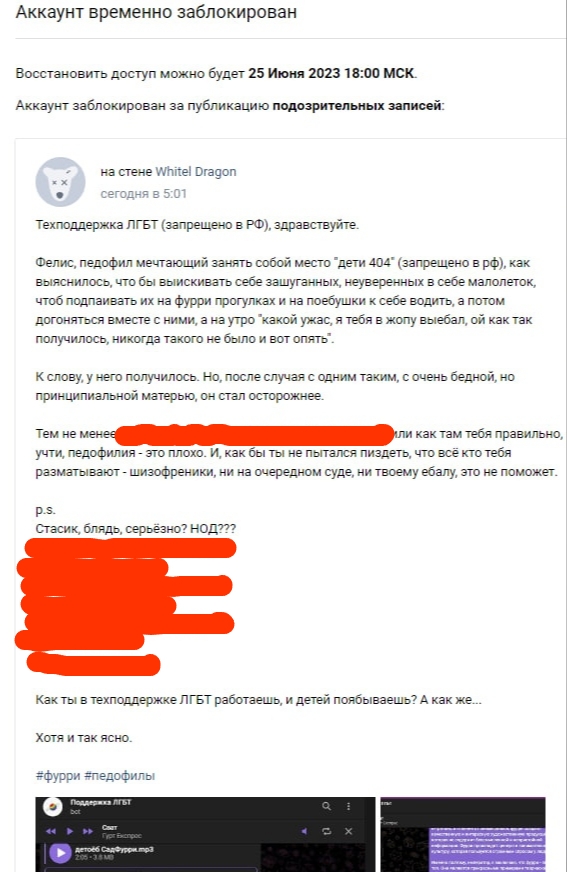 Аккаунт временно заблокирован
Восстановить доступ можно будет 25 Июня 2023 18:00 МСК.
Аккаунт заблокирован за публикацию подозрительных записей:
на стене Whitel Dragon
сегодня в 5:01
Техподдержка ЛГБТ (запрещено в РФ), здравствуйте.
Фелис, педофил мечтающий занять собой место "дети 404" (запрещено в рф), как
выяснилось, что бы выискивать себе зашуганных, неуверенных в себе малолеток,
чтоб подпаивать их на фурри прогулках и на поебушки к себе водить, а потом
догоняться вместе с ними, а на утро "какой ужас, я тебя в жопу выебал, ой как так
получилось, никогда такого не было и вот опять".
К слову, у него получилось. Но, после случая с одним таким, с очень бедной, но
принципиальной матерью, он стал осторожнее.
Тем не менее или как там тебя правильно,
учти, педофилия - это плохо. И, как бы ты не пытался пиздеть, что всё кто тебя
разматывают - шизофреники, ни на очередном суде, ни твоему ебалу, это не поможет.
p.s.
Стасик, блядь, серьёзно? НОД???
Как ты в техподдержке ЛГБТ работаешь, и детей поябываешь? А как же...
Хотя и так ясно.
#фурри #педофилы
Поддержка ЛГБТ
bot
Свет
Гурт Експрес
детоёб СадФурри.mp3
2:05 - 3.8 MB